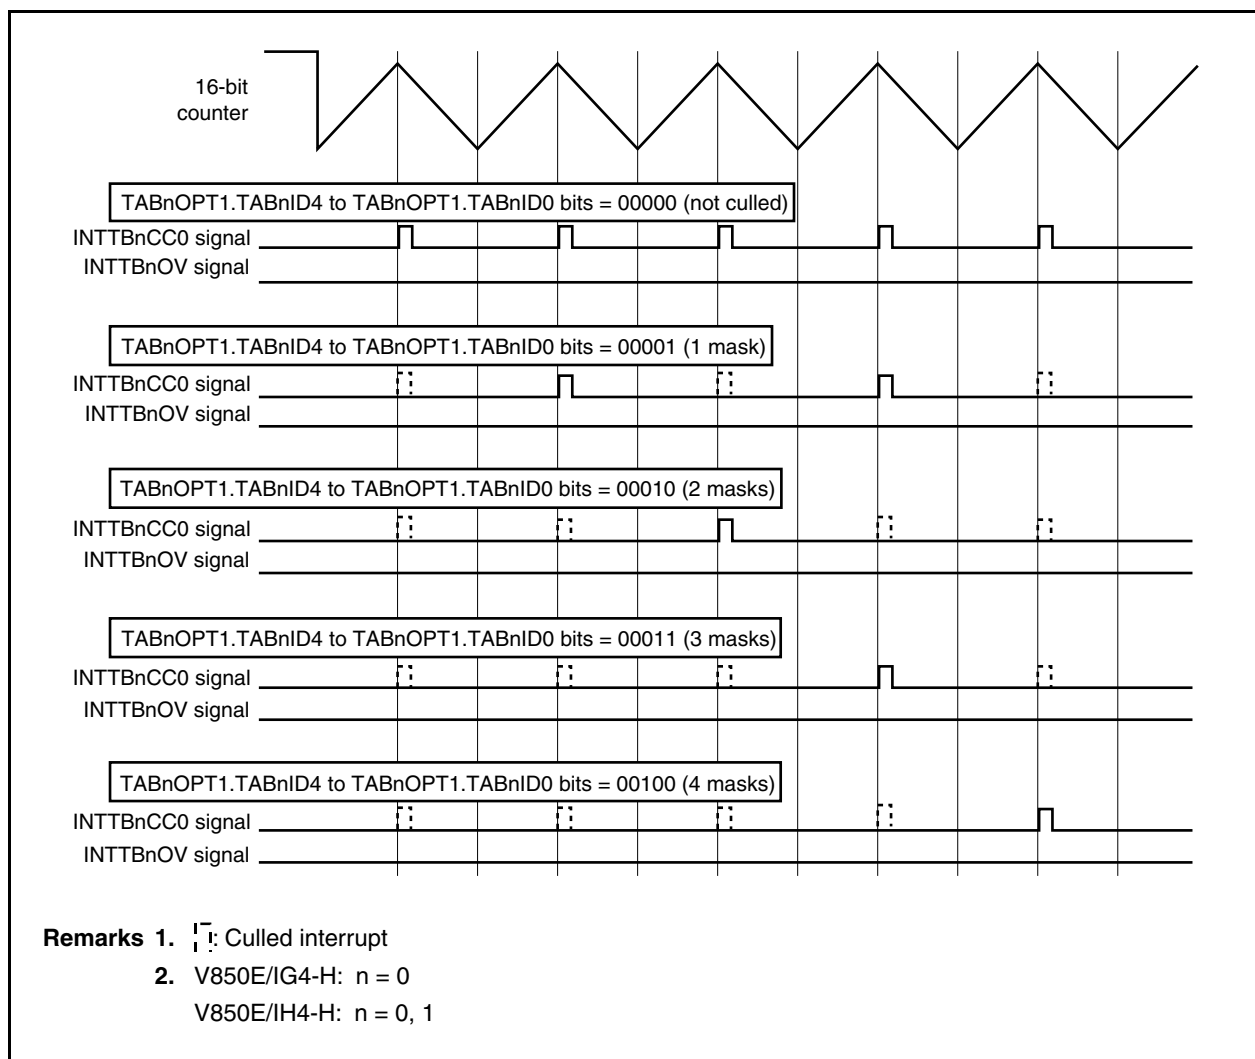 16-bit
counter
TABnOPT1.TABnID4 to TABnOPT1.TABnID0 bits = 00000 (not culled)
INTTBnCC0 signal
INTTBnOV signal
TABnOPT1.TABnID4 to TABnOPT1.TABnID0 bits = 00001 (1 mask)
INTTBnCC0 signal
INTTBnOV signal
TABnOPT1.TABnID4 to TABnOPT1.TABnID0 bits = 00010 (2 masks)
INTTBnCC0 signal
INTTBnOV signal
TABnOPT1.TABnID4 to TABnOPT1.TABnID0 bits = 00011 (3 masks)
INTTBnCC0 signal
INTTBnOV signal
TABnOPT1.TABnID4 to TABnOPT1.TABnID0 bits = 00100 (4 masks)
INTTBnCC0 signal
INTTBnOV signal
Remarks 1. : Culled interrupt
2. V850E/IG4-H: n = 0
V850E/IH4-H: n = 0, 1